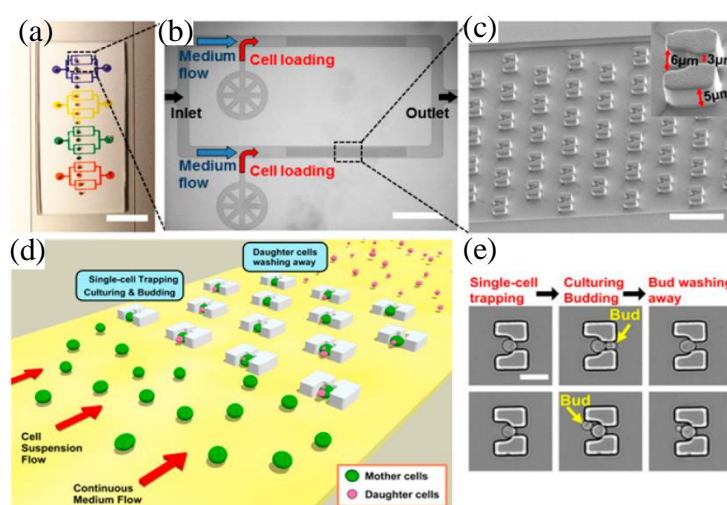 (a)
(b)
Medium
flow
Cell loading
Inlet
Outlet
Medium
flow
Cell loading
(c)
6μm
3μm
5μm
(d)
Single-cell Trapping
Culturing & Budding
Daughter cells
washing away
Cell
Suspension
Flow
Continuous
Medium Flow
Mother cells
Daughter cells
(e)
Single-cell
trapping
Culturing
Budding
Bud washing
away
Bud
Bud